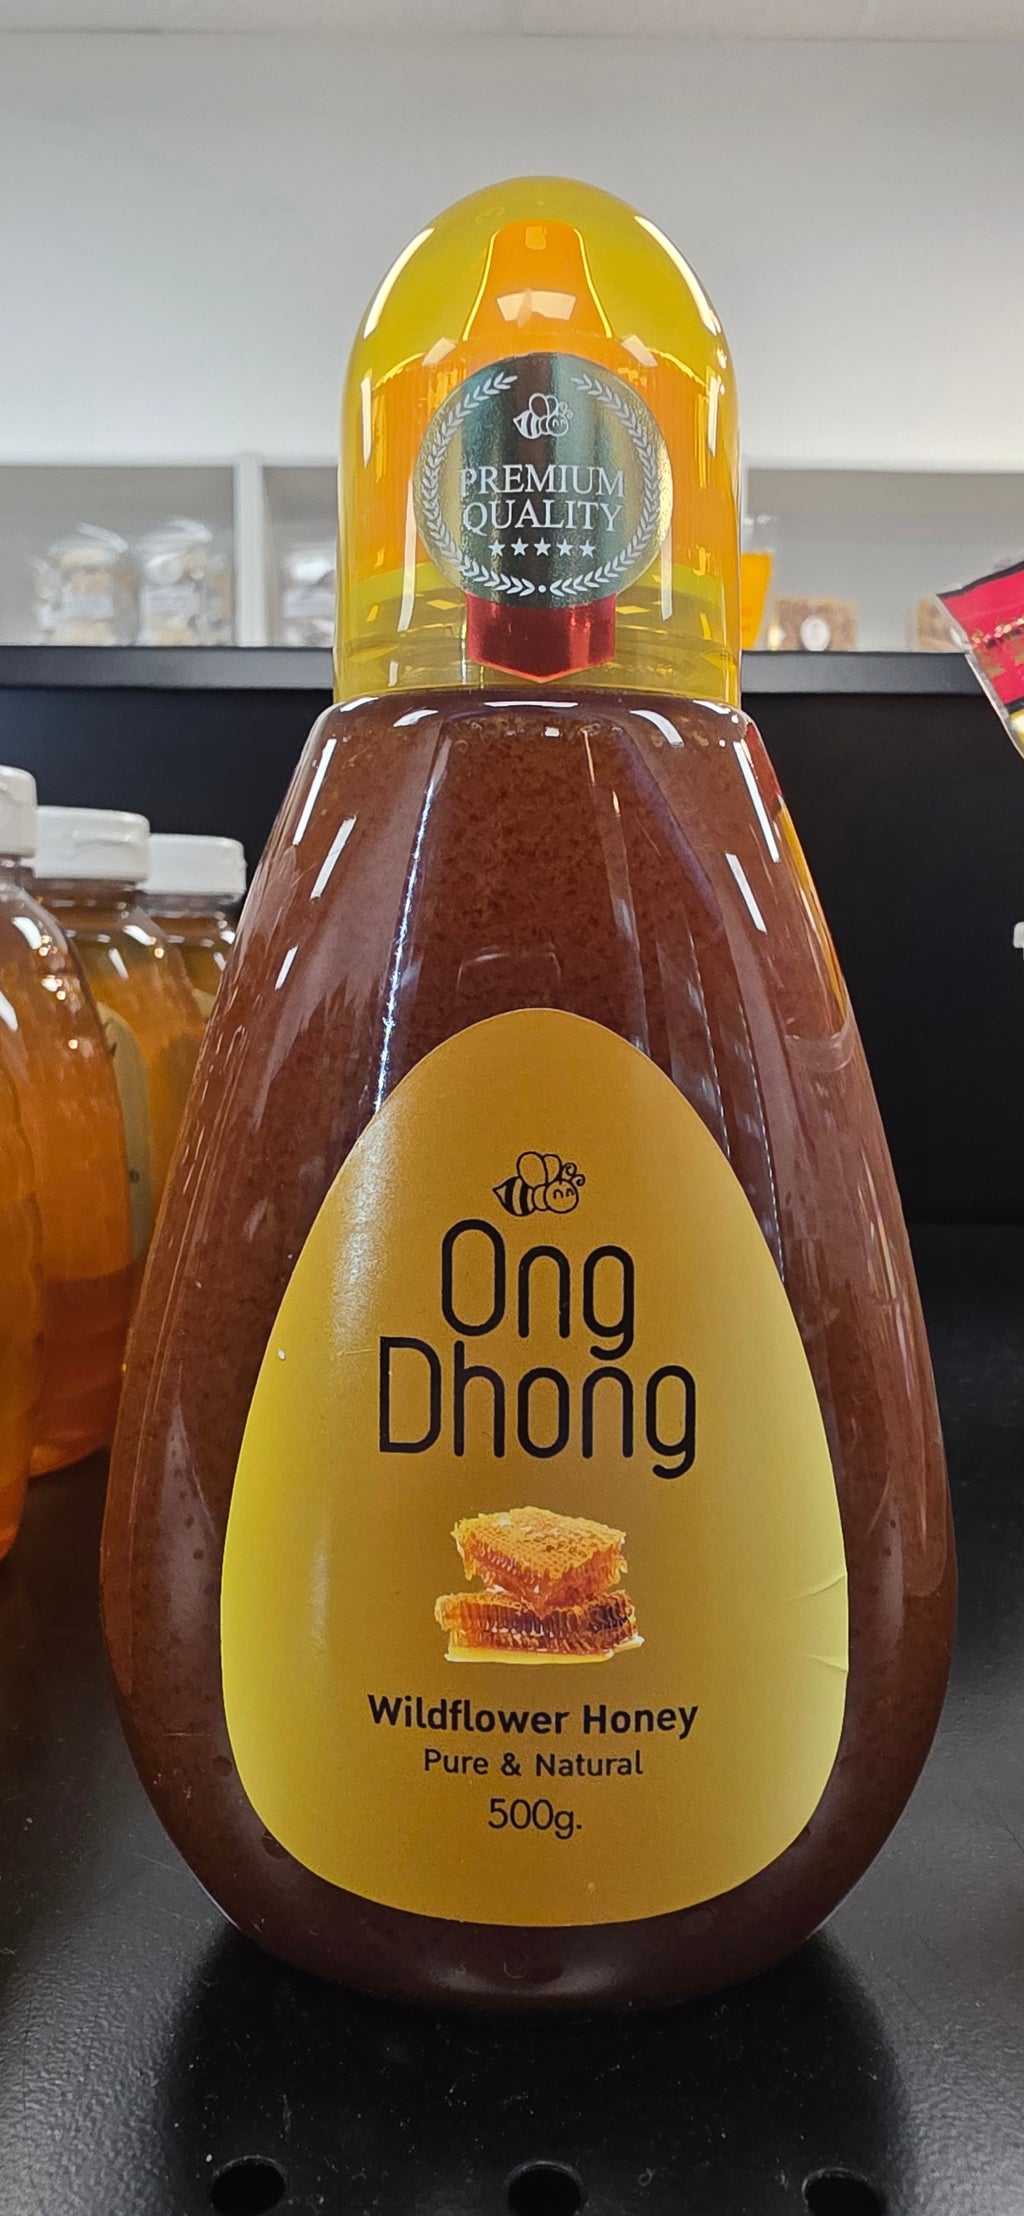 PREMIUM
QUALITY
Ong
Dhong
Wildflower Honey
Pure & Natural
500g.